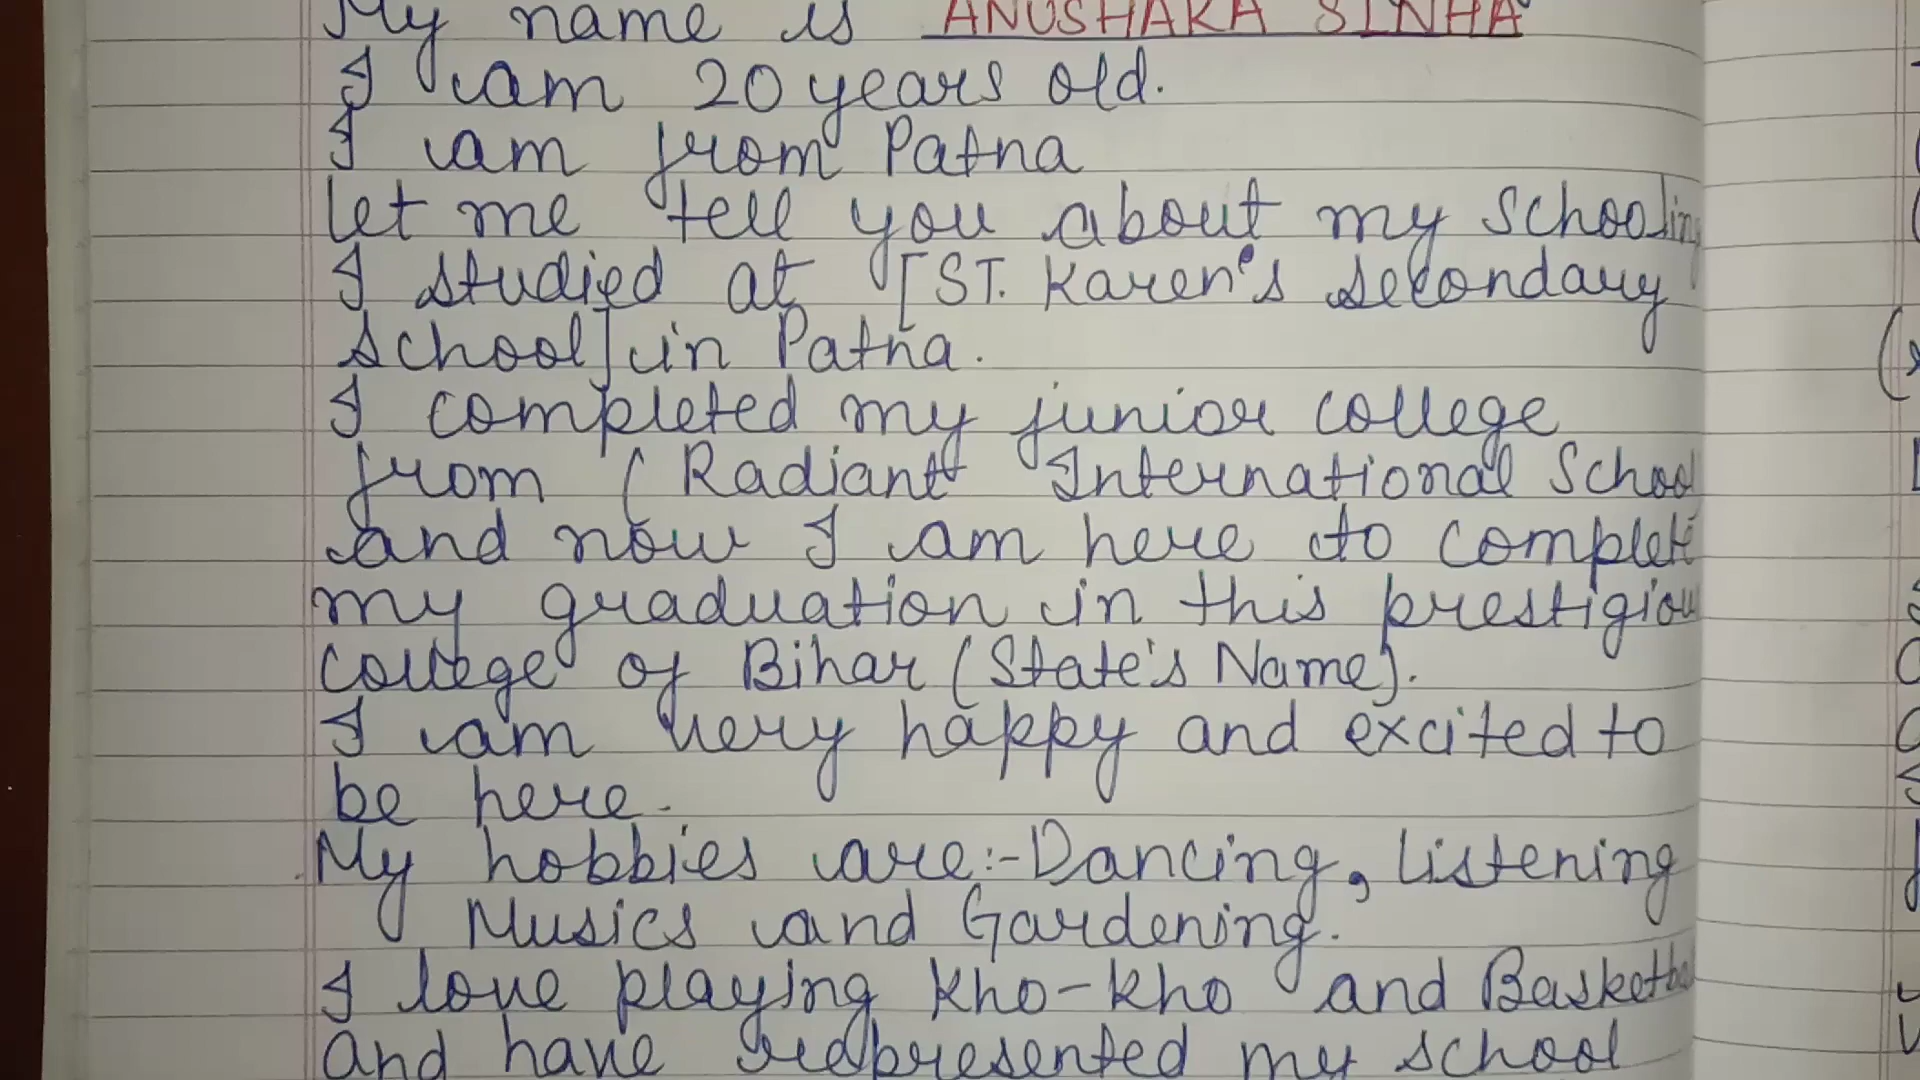 My name is ANUSHAKA SINHA
I am 20 years old.
I am from Patna
let me tell you about my schooling
I studied at [ST. Karen's secondary
school] in Patna.
I completed my junior college
from (Radiant International School
and now I am here to complete
my graduation in this prestigiou
college of Bihar (State's Name).
I am very happy and excited to
be here.
My hobbies are:- Dancing, listening
Musics and Gardening.
I love playing Kho-kho and Basketba
and have represented my school